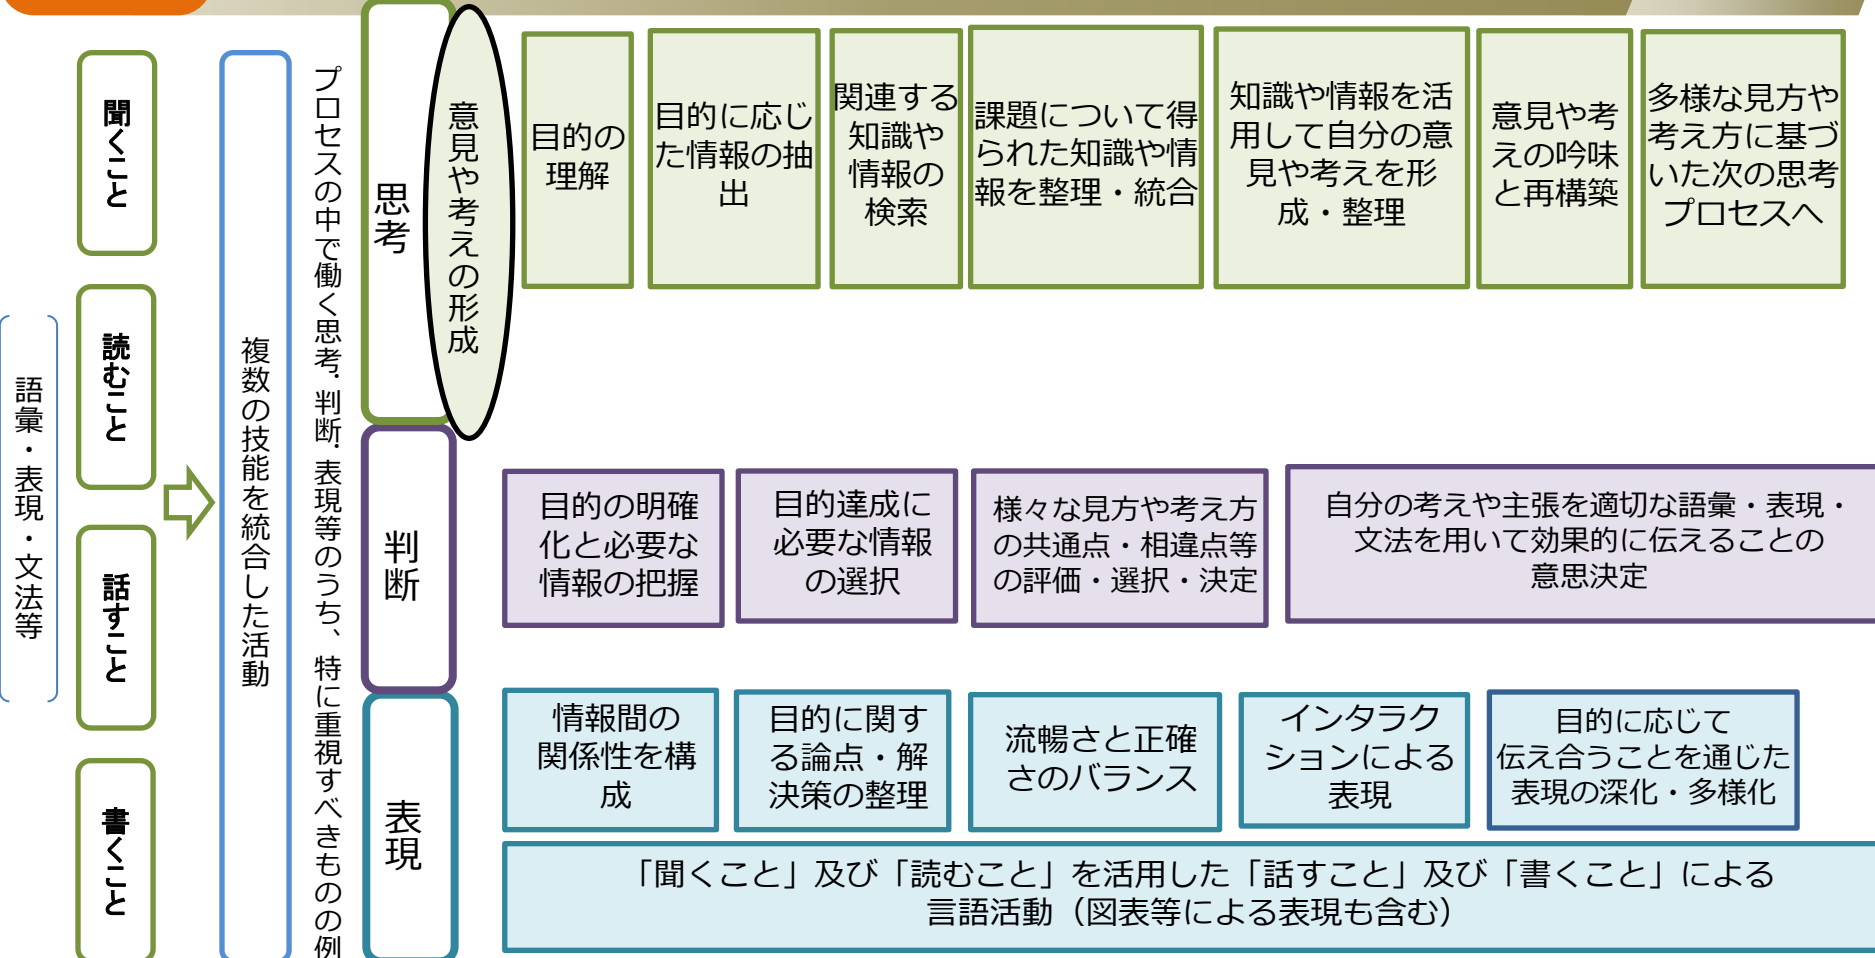 語彙・表現・文法等
聞くこと
読むこと
話すこと
書くこと
複数の技能を統合した活動
プロセスの中で働く思考・判断・表現等のうち、特に重視すべきものの例
思考
意見や考えの形成
目的の
理解
目的に応じ
た情報の抽
出
関連する
知識や
情報の
検索
課題について得
られた知識や情
報を整理・統合
知識や情報を活
用して自分の意
見や考えを形
成・整理
意見や考
えの吟味
と再構築
多様な見方や
考え方に基づ
いた次の思考
プロセスへ
判断
目的の明確
化と必要な
情報の把握
目的達成に
必要な情報
の選択
様々な見方や考え方
の共通点・相違点等
の評価・選択・決定
自分の考えや主張を適切な語彙・表現・
文法を用いて効果的に伝えることの
意思決定
表現
情報間の
関係性を構
成
目的に関す
る論点・解
決策の整理
流暢さと正確
さのバランス
インタラク
ションによる
表現
目的に応じて
伝え合うことを通じた
表現の深化・多様化
「聞くこと」及び「読むこと」を活用した「話すこと」及び「書くこと」による
言語活動（図表等による表現も含む）